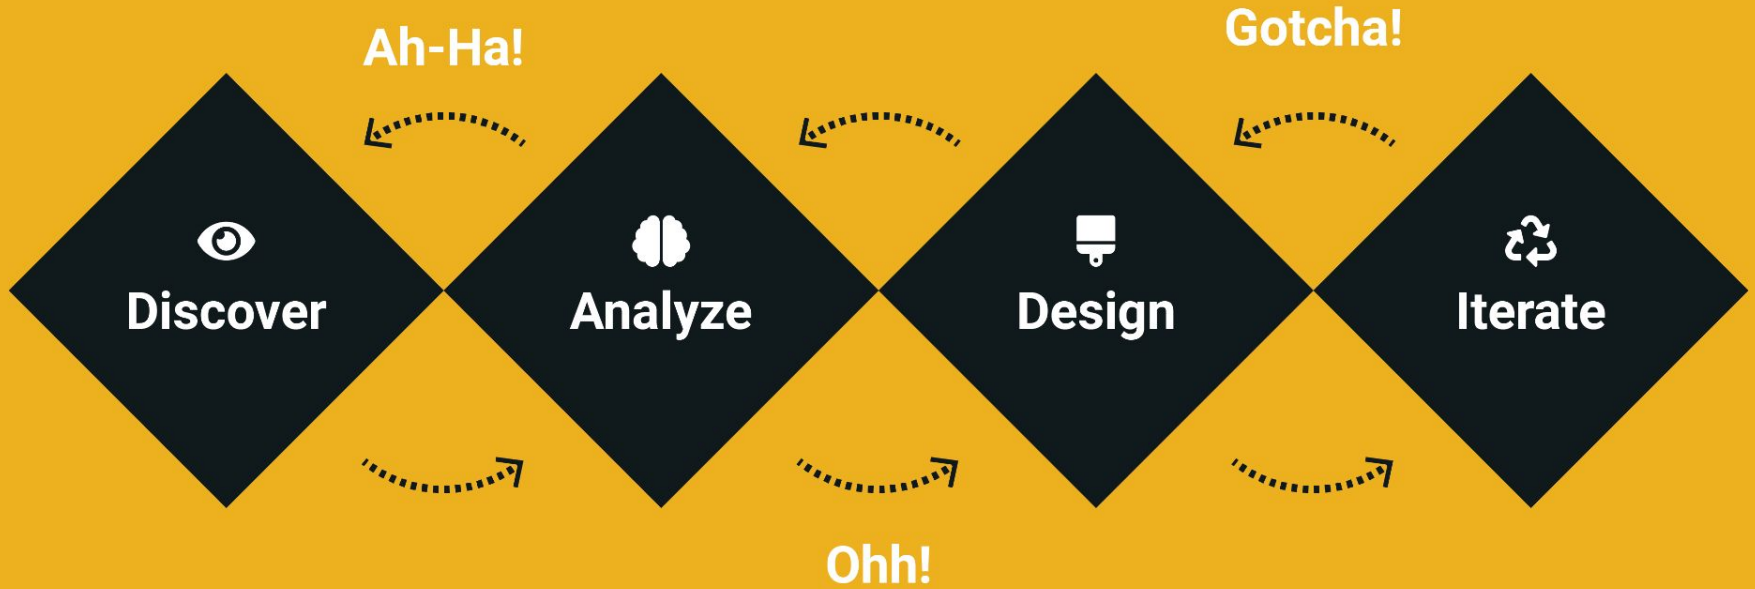 Ah-Ha!
Gotcha!
Discover
Analyze
Design
Iterate
Ohh!